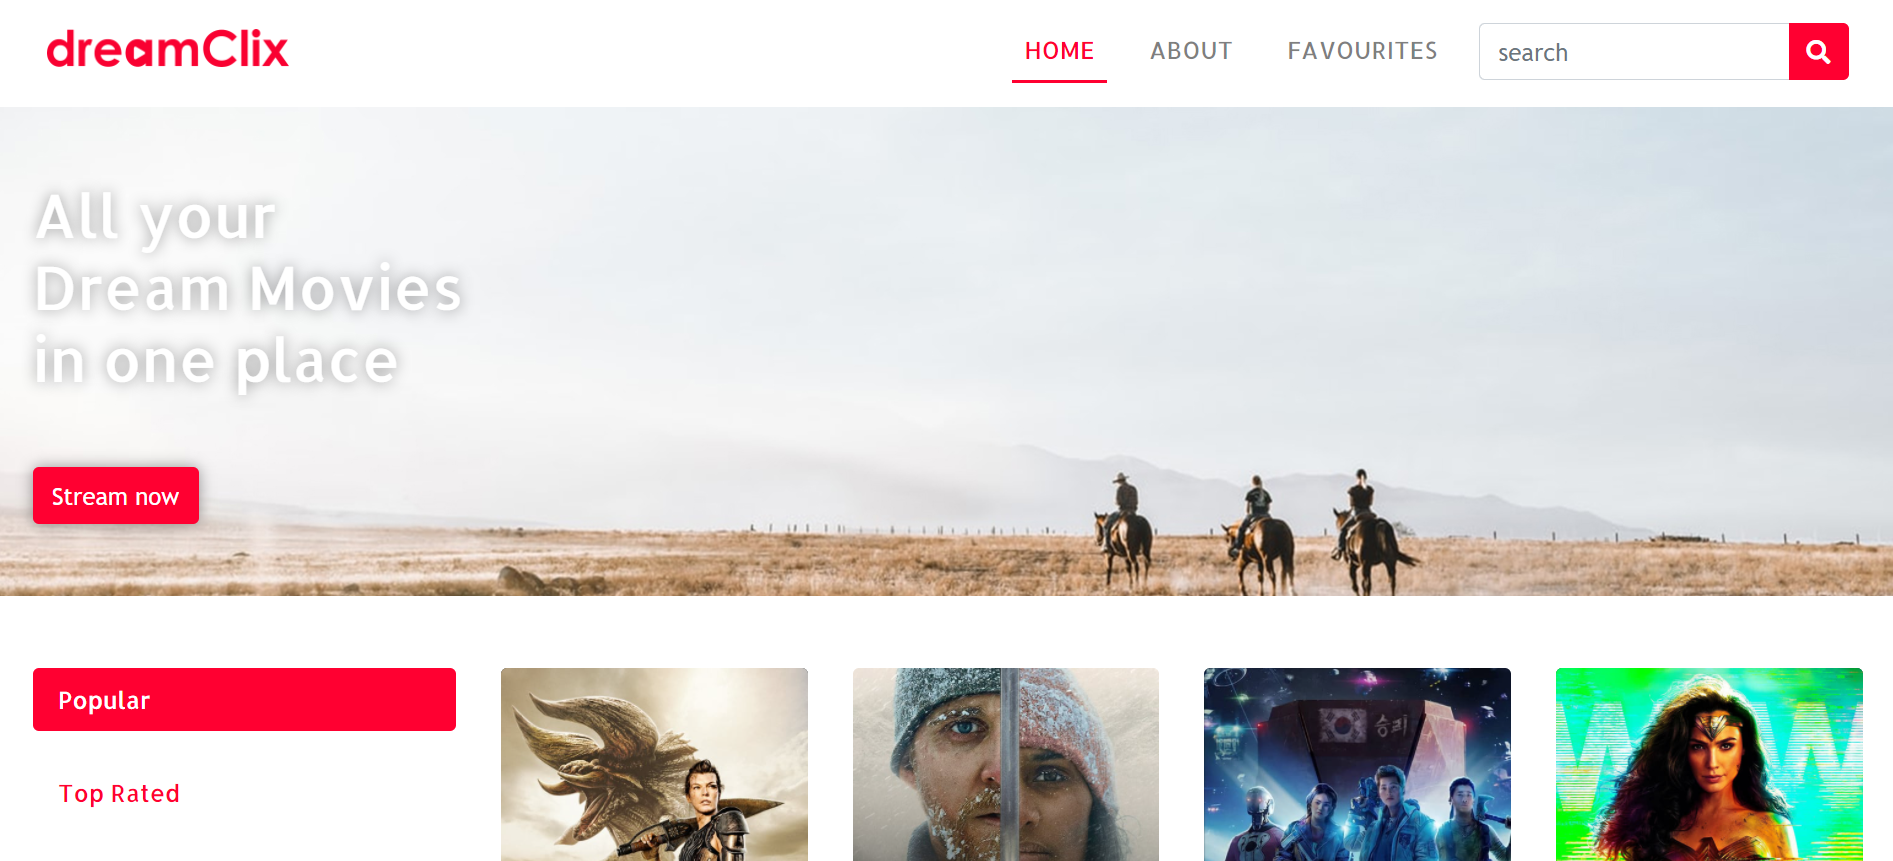 dreamClix
HOME ABOUT FAVOURITES search
All your
Dream Movies
in one place
Stream now
Popular
Top Rated
승리
WW